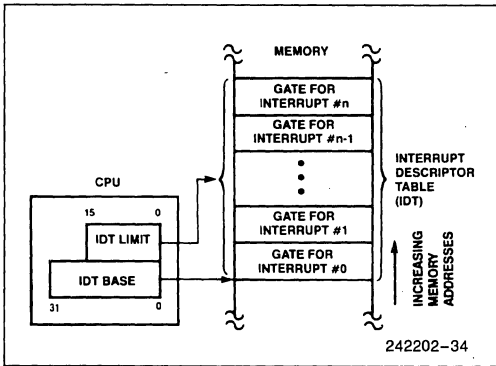 MEMORY
GATE FOR
INTERRUPT #n
GATE FOR
INTERRUPT #n-1
INTERRUPT
DESCRIPTOR
TABLE
(IDT)
CPU
15 0
IDT LIMIT
IDT BASE
31 0
GATE FOR
INTERRUPT #1
GATE FOR
INTERRUPT #0
INCREASING
MEMORY
ADDRESSES
242202-34